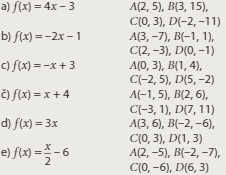 a) f(x) = 4x − 3 A(2, 5), B(3, 15),
C(0, 3), D(−2, −11)
b) f(x) = −2x − 1 A(3, −7), B(−1, 1),
C(2, −3), D(0, −1)
c) f(x) = −x + 3 A(0, 3), B(1, 4),
C(−2, 5), D(5, −2)
č) f(x) = x + 4 A(−1, 5), B(2, 6),
C(−3, 1), D(7, 11)
d) f(x) = 3x A(3, 6), B(−2, −6),
C(0, 3), D(1, 3)
e) f(x) = x/2 − 6 A(2, −5), B(−2, −7),
C(0, −6), D(6, 3)